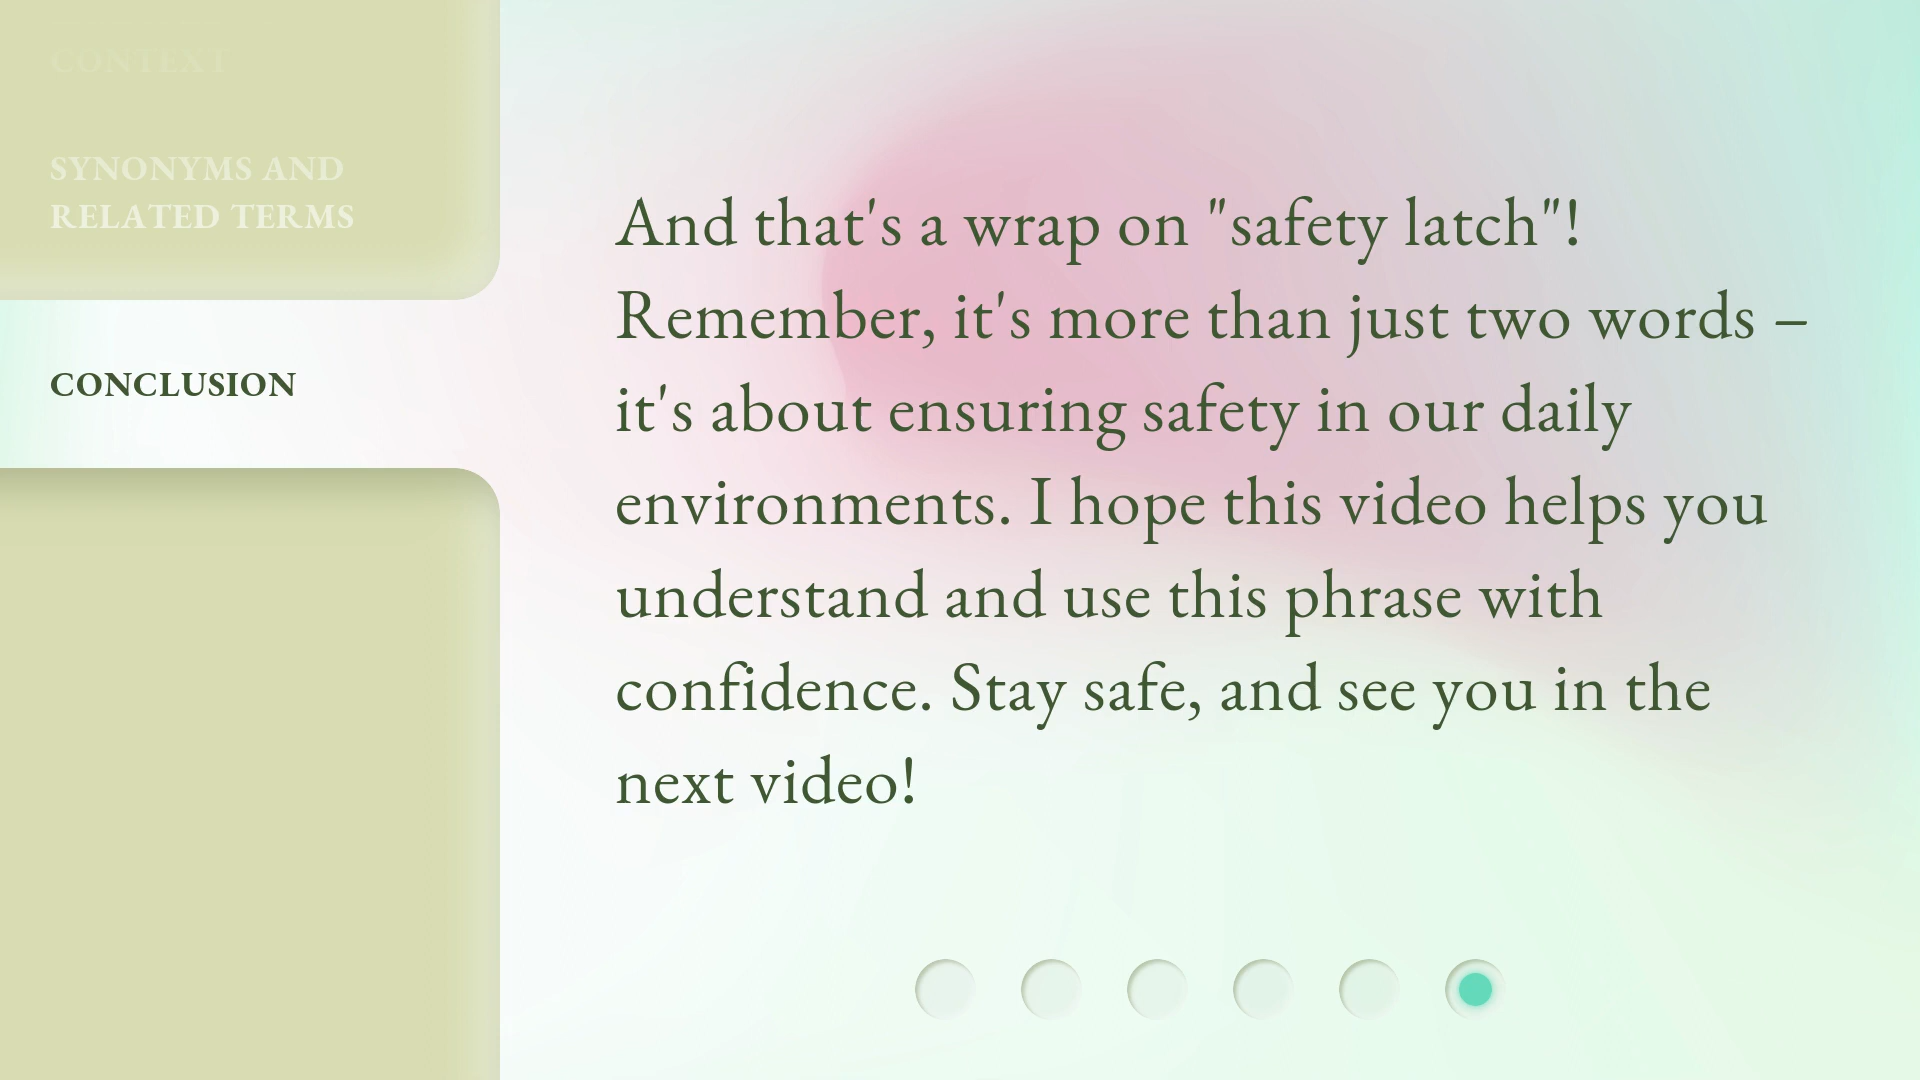 CONTEXT
SYNONYMS AND
RELATED TERMS
CONCLUSION
And that's a wrap on "safety latch"!
Remember, it's more than just two words –
it's about ensuring safety in our daily
environments. I hope this video helps you
understand and use this phrase with
confidence. Stay safe, and see you in the
next video!